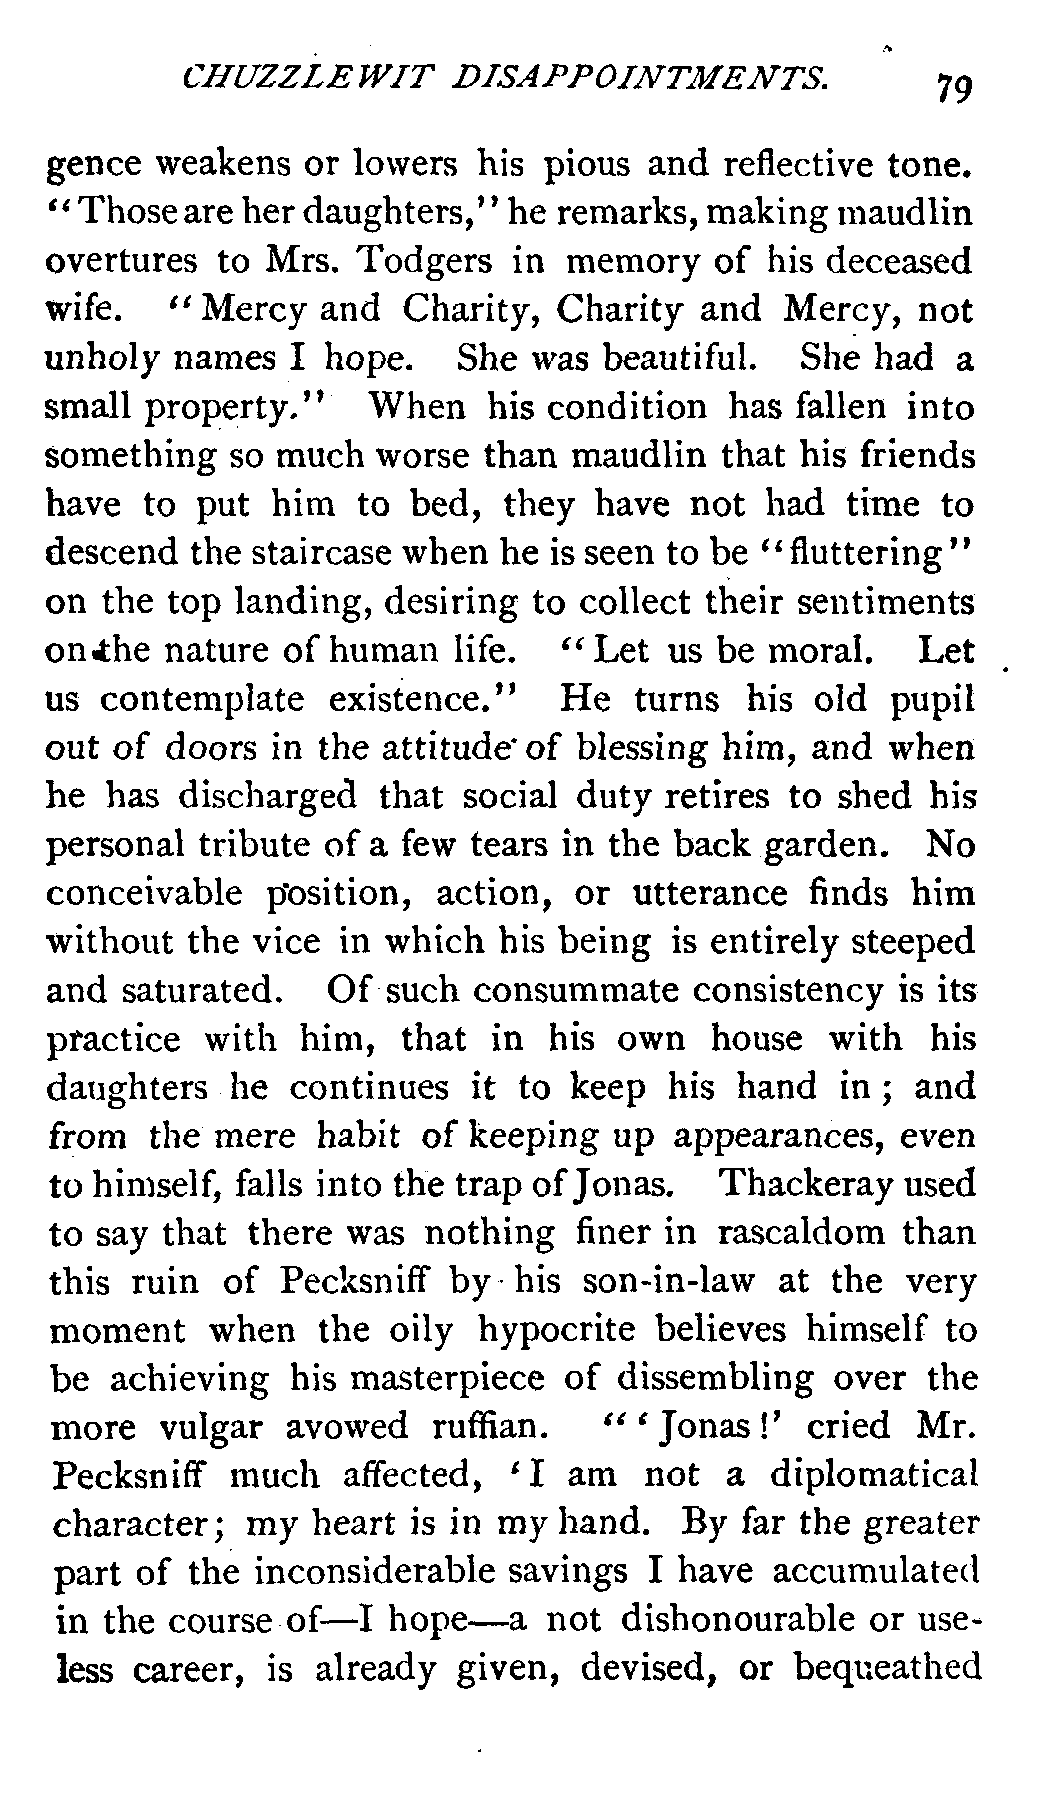 CHUZZLEWIT DISAPPOINTMENTS. 79
gence weakens or lowers his pious and reflective tone.
"Those are her daughters," he remarks, making maudlin
overtures to Mrs. Todgers in memory of his deceased
wife. "Mercy and Charity, Charity and Mercy, not
unholy names I hope. She was beautiful. She had a
small property." When his condition has fallen into
something so much worse than maudlin that his friends
have to put him to bed, they have not had time to
descend the staircase when he is seen to be "fluttering"
on the top landing, desiring to collect their sentiments
on the nature of human life. "Let us be moral. Let
us contemplate existence." He turns his old pupil
out of doors in the attitude of blessing him, and when
he has discharged that social duty retires to shed his
personal tribute of a few tears in the back garden. No
conceivable position, action, or utterance finds him
without the vice in which his being is entirely steeped
and saturated. Of such consummate consistency is its
practice with him, that in his own house with his
daughters he continues it to keep his hand in; and
from the mere habit of keeping up appearances, even
to himself, falls into the trap of Jonas. Thackeray used
to say that there was nothing finer in rascaldom than
this ruin of Pecksniff by his son-in-law at the very
moment when the oily hypocrite believes himself to
be achieving his masterpiece of dissembling over the
more vulgar avowed ruffian. "'Jonas!' cried Mr.
Pecksniff much affected, 'I am not a diplomatical
character; my heart is in my hand. By far the greater
part of the inconsiderable savings I have accumulated
in the course of—I hope—a not dishonourable or use-
less career, is already given, devised, or bequeathed